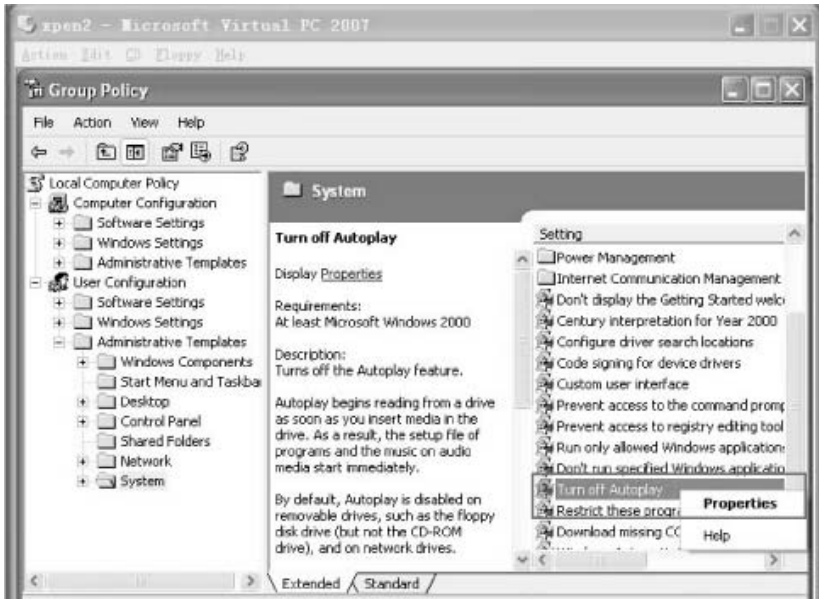 xpen2 - Microsoft Virtual PC 2007
Action Edit CD Floppy Help
Group Policy
File Action View Help
Local Computer Policy
Computer Configuration
Software Settings
Windows Settings
Administrative Templates
User Configuration
Software Settings
Windows Settings
Administrative Templates
Windows Components
Start Menu and Taskba
Desktop
Control Panel
Shared Folders
Network
System
System
Turn off Autoplay
Display Properties
Requirements:
At least Microsoft Windows 2000
Description:
Turns off the Autoplay feature.
Autoplay begins reading from a drive
as soon as you insert media in the
drive. As a result, the setup file of
programs and the music on audio
media start immediately.
By default, Autoplay is disabled on
removable drives, such as the floppy
disk drive (but not the CD-ROM
drive), and on network drives.
Setting
Power Management
Internet Communication Management
Don't display the Getting Started welc
Century interpretation for Year 2000
Configure driver search locations
Code signing for device drivers
Custom user interface
Prevent access to the command promp
Prevent access to registry editing tool
Run only allowed Windows application
Don't run specified Windows applicatio
Turn off Autoplay
Restrict these progra
Download missing CO
Properties
Help
Extended Standard